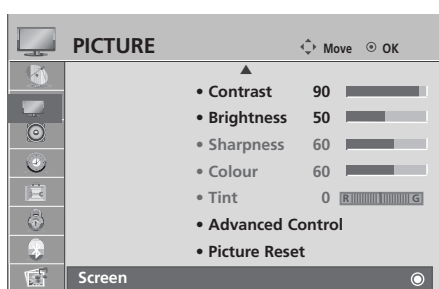 PICTURE Move OK
• Contrast 90
• Brightness 50
• Sharpness 60
• Colour 60
• Tint 0 R G
• Advanced Control
• Picture Reset
Screen